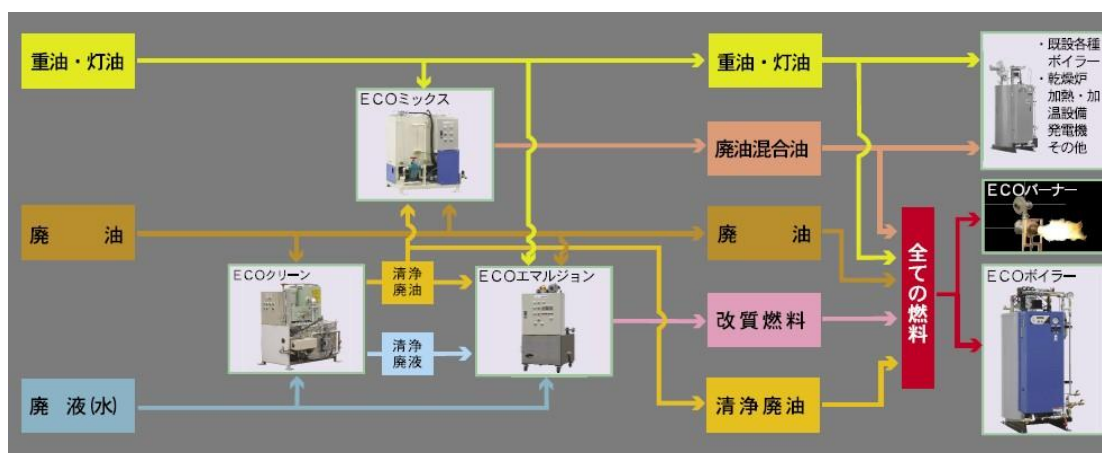 重油・灯油
重油・灯油
・既設各種
ボイラー
・乾燥炉
加熱・加
温設備
発電機
その他
ECOミックス
廃油混合油
ECOバーナー
廃　油
廃　油
全ての燃料
ECOクリーン
清浄
廃油
ECOエマルジョン
ECOボイラー
改質燃料
清浄
廃液
廃　液(水)
清浄廃油